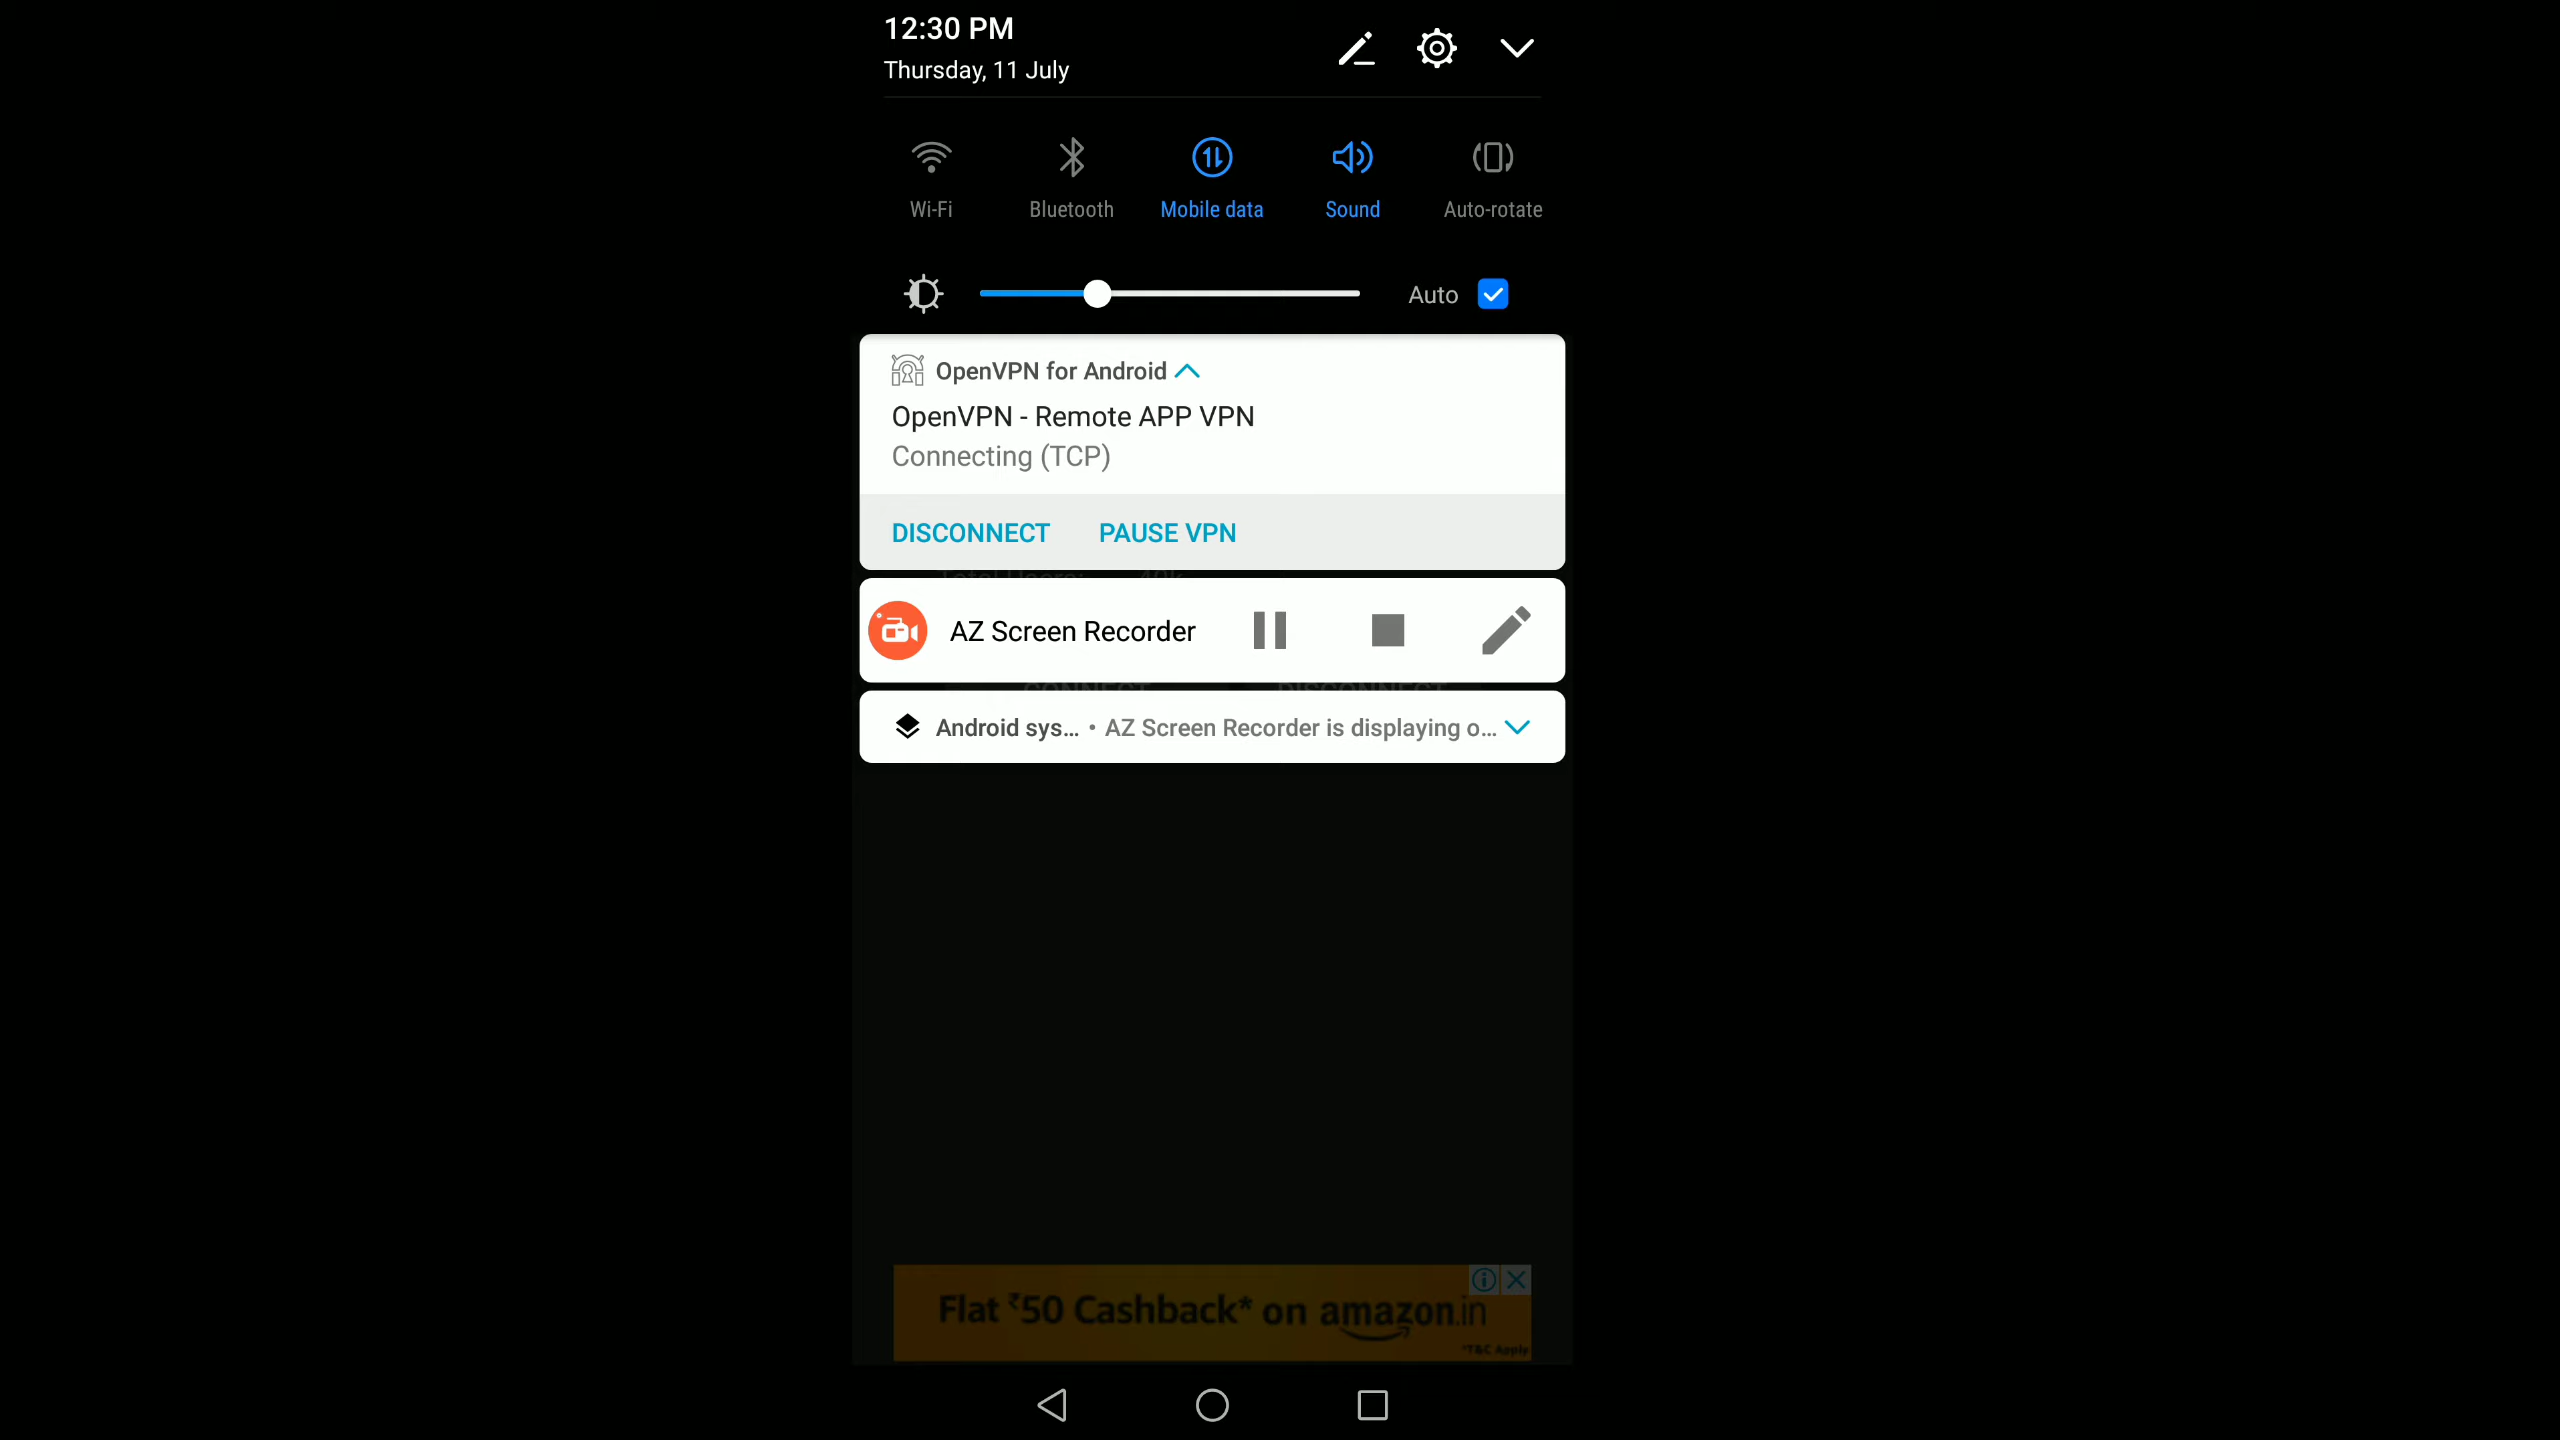 12:30 PM
Thursday, 11 July
Wi-Fi
Bluetooth
Mobile data
Sound
Auto-rotate
Auto
OpenVPN for Android
OpenVPN - Remote APP VPN
Connecting (TCP)
DISCONNECT PAUSE VPN
AZ Screen Recorder
Android sys... • AZ Screen Recorder is displaying o...
Flat ₹50 Cashback* on amazon.in
*T&C Apply